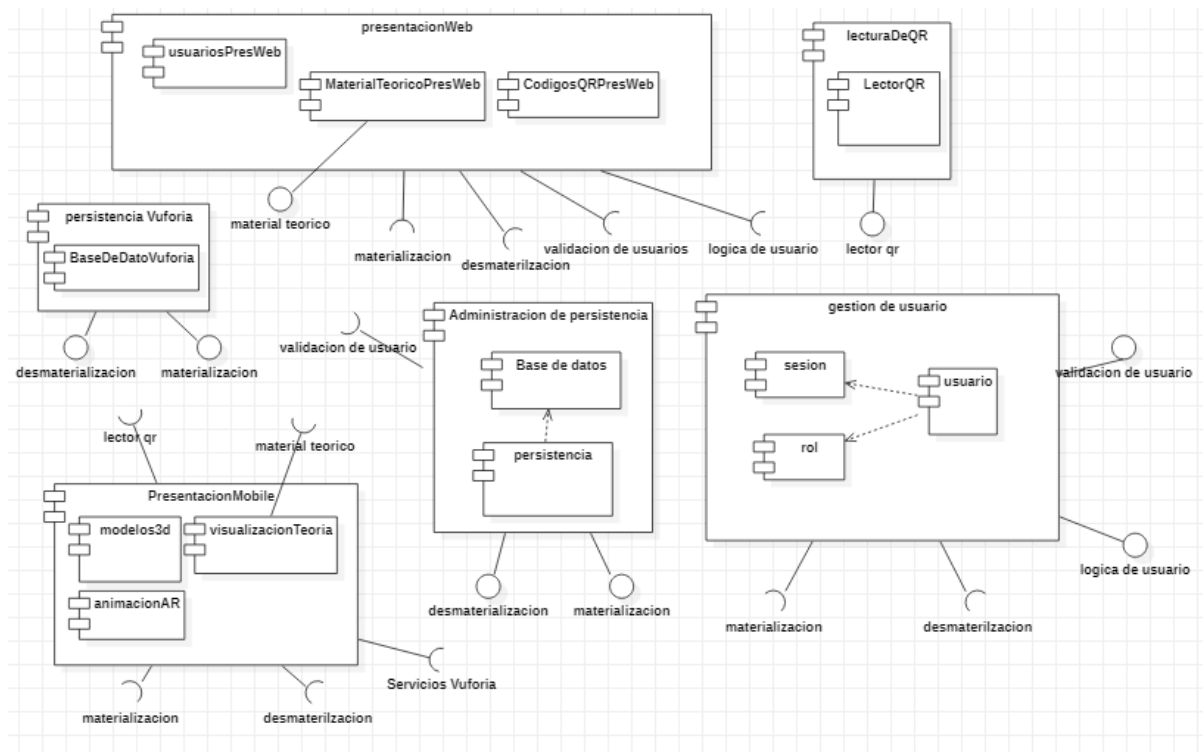 presentacionWeb
usuariosPresWeb
MaterialTeoricoPresWeb
CodigosQRPresWeb
lecturaDeQR
LectorQR
material teorico
materializacion
desmaterilzacion
validacion de usuarios
logica de usuario
lector qr
persistencia Vuforia
BaseDeDatoVuforia
desmaterializacion
materializacion
validacion de usuario
Administracion de persistencia
Base de datos
persistencia
desmaterializacion
materializacion
gestion de usuario
sesion
usuario
rol
validacion de usuario
logica de usuario
materializacion
desmaterilzacion
lector qr
material teorico
PresentacionMobile
modelos3d
visualizacionTeoria
animacionAR
Servicios Vuforia
materializacion
desmaterilzacion